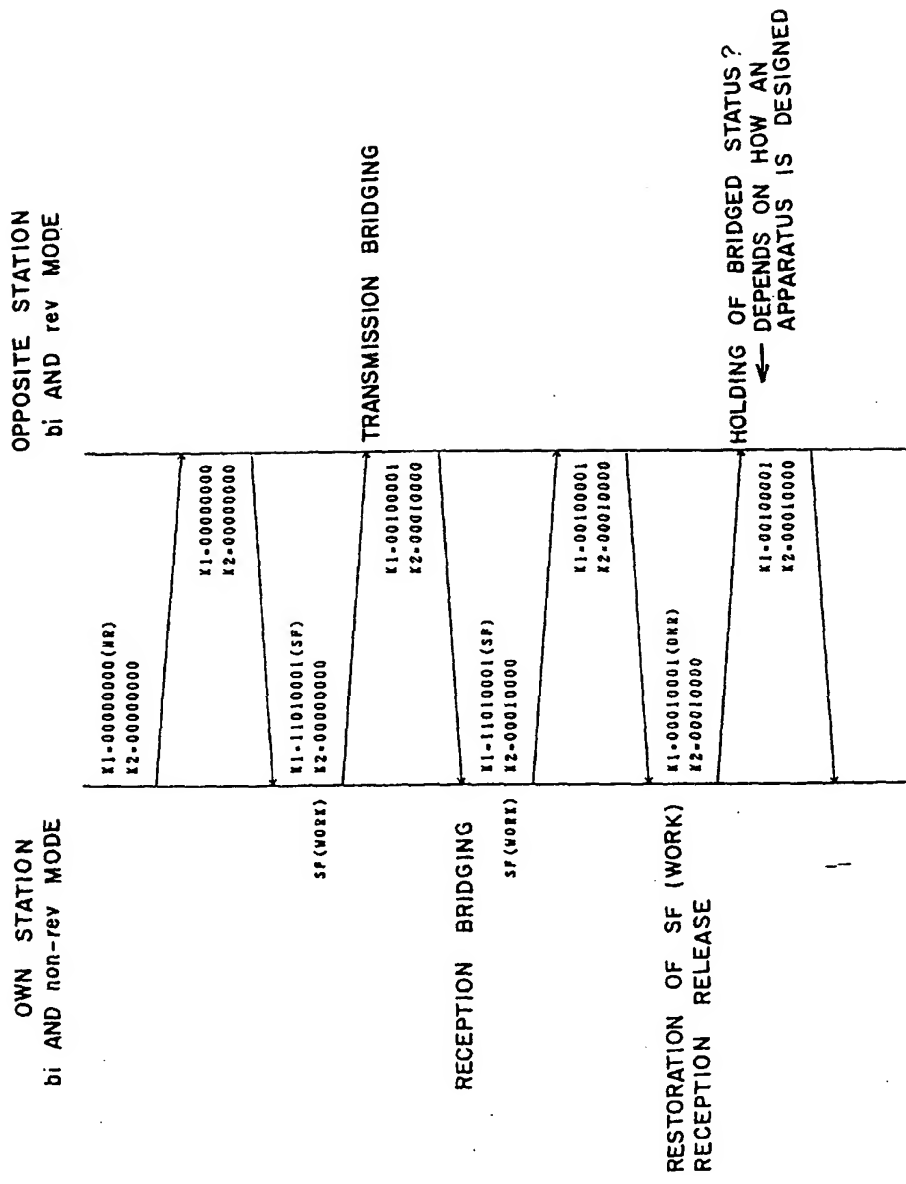 OWN STATION
bi AND non-rev MODE
OPPOSITE STATION
bi AND rev MODE
K1=00000000(NR)
K2=00000000
K1=00000000
K2=00000000
SF(WORK)
K1=11010001(SF)
K2=00000000
TRANSMISSION BRIDGING
K1=00100001
K2=00010000
RECEPTION BRIDGING
SF(WORK)
K1=11010001(SF)
K2=00010000
K1=00100001
K2=00010000
RESTORATION OF SF (WORK)
RECEPTION RELEASE
K1=00010001(DNR)
K2=00010000
HOLDING OF BRIDGED STATUS?
← DEPENDS ON HOW AN
APPARATUS IS DESIGNED
K1=00100001
K2=00010000